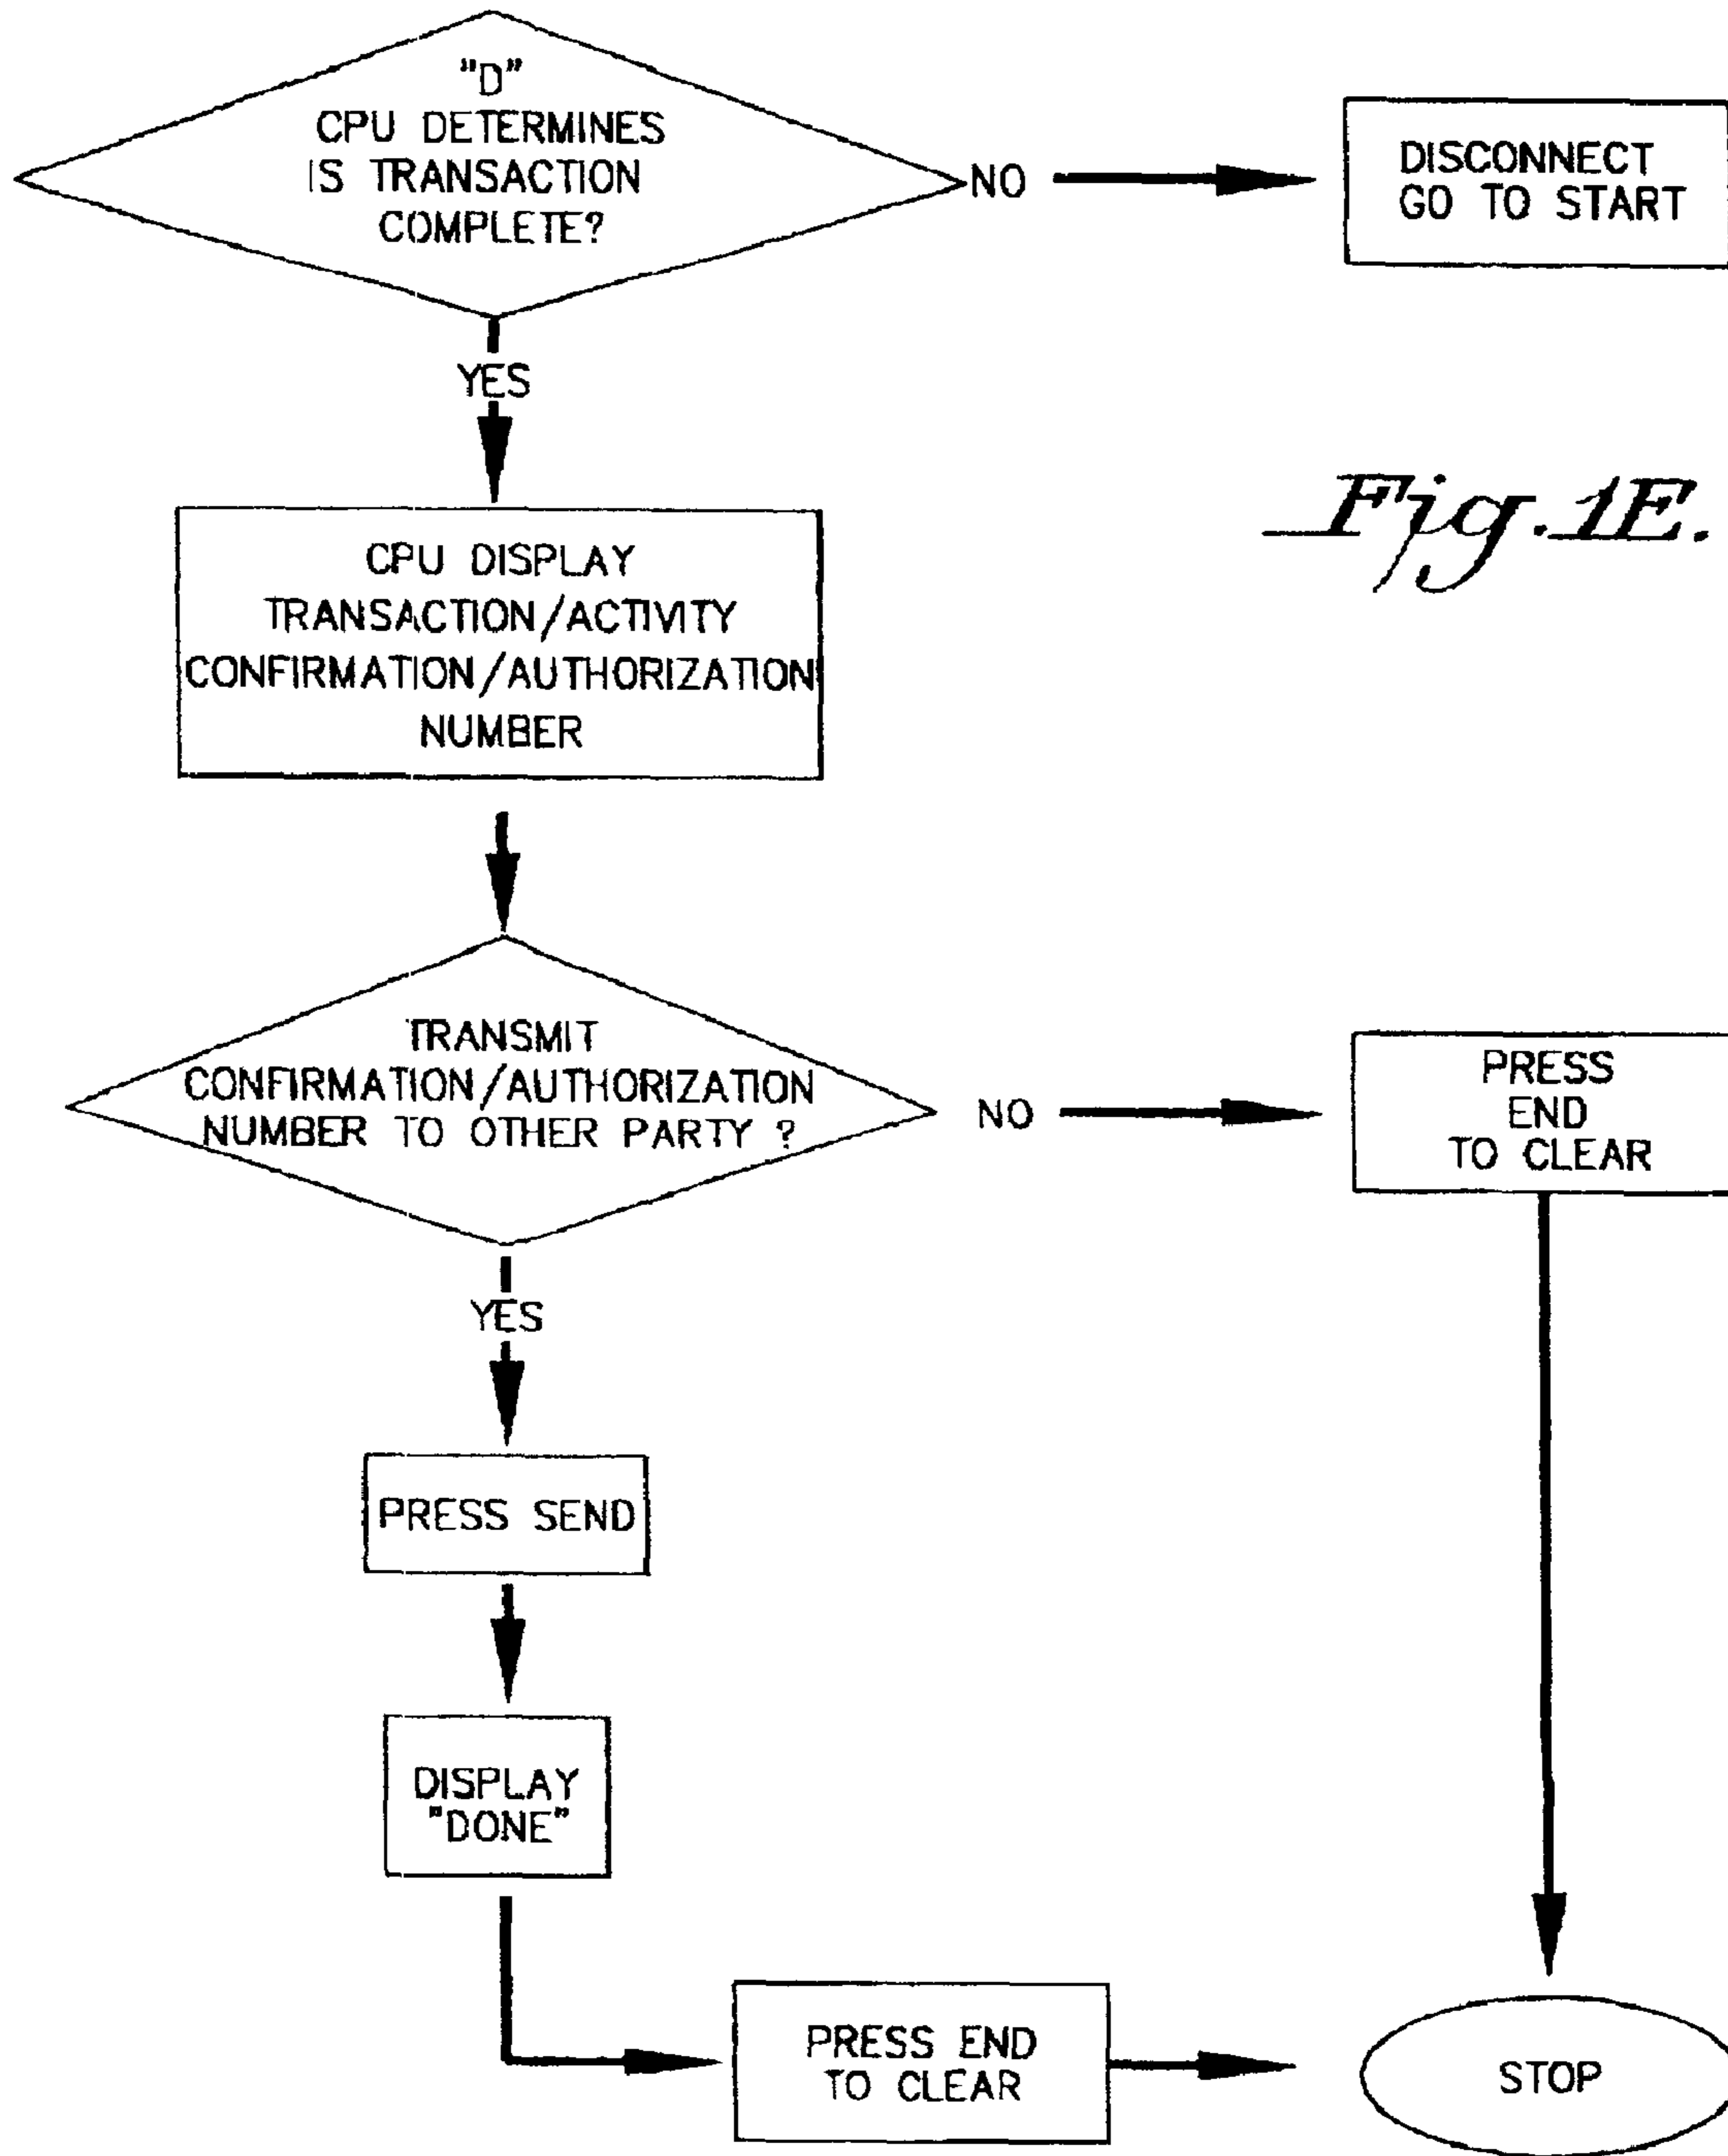 "D"
CPU DETERMINES
IS TRANSACTION
COMPLETE?
NO
DISCONNECT
GO TO START
YES
Fig. 1E.
CPU DISPLAY
TRANSACTION/ACTIVITY
CONFIRMATION/AUTHORIZATION
NUMBER
TRANSMIT
CONFIRMATION/AUTHORIZATION
NUMBER TO OTHER PARTY ?
NO
PRESS
END
TO CLEAR
YES
PRESS SEND
DISPLAY
"DONE"
PRESS END
TO CLEAR
STOP